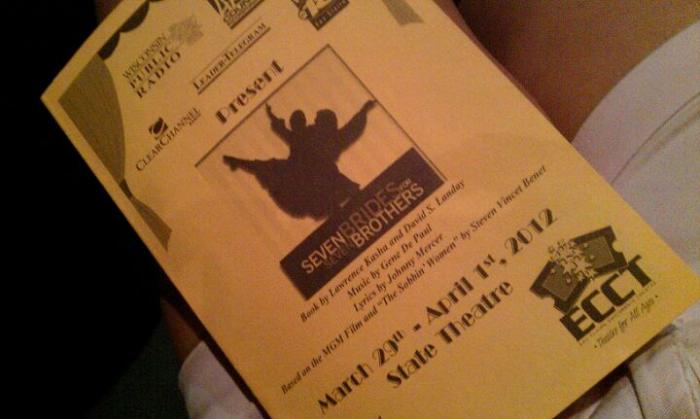 WISCONSIN
PUBLIC
RADIO
LEADER-TELEGRAM
CLEARCHANNEL
Present
SEVEN BRIDES FOR
SEVEN BROTHERS
Book by Lawrence Kasha and David S. Landay
Music by Gene De Paul
Lyrics by Johnny Mercer
Based on the MGM Film and "The Sobbin' Women" by Steven Vincet Benet
March 29th - April 1st, 2012
State Theatre
ECCT
• Theatre for All Ages •